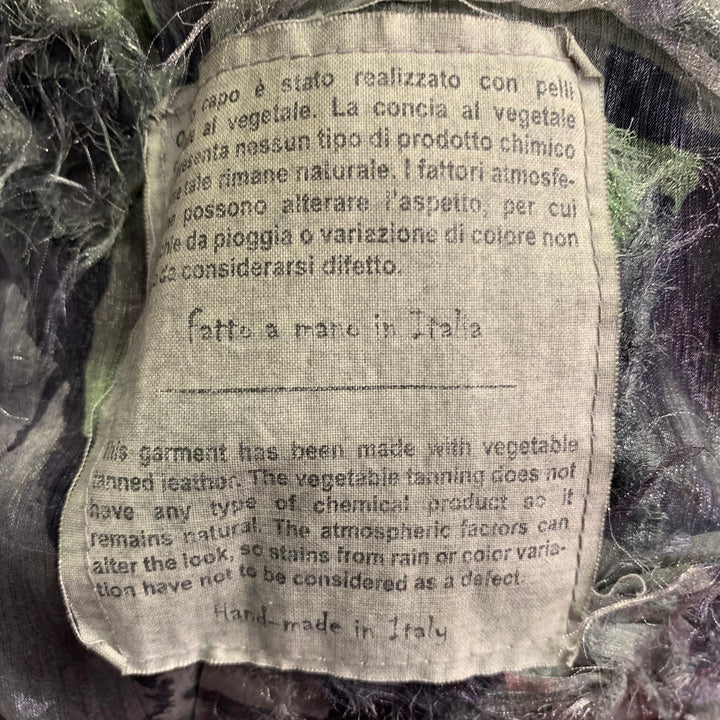 capo è stato realizzato con pelli
al vegetale. La concia al vegetale
nessun tipo di prodotto chimico
tale rimane naturale. I fattori atmosfe-
possono alterare l'aspetto, per cui
da pioggia o variazione di colore non
da considerarsi difetto.
fatto a mano in Italia
This garment has been made with vegetable
tanned leather. The vegetable tanning does not
have any type of chemical product so it
remains natural. The atmospheric factors can
alter the look, so stains from rain or color varia-
tion have not to be considered as a defect.
Hand-made in Italy